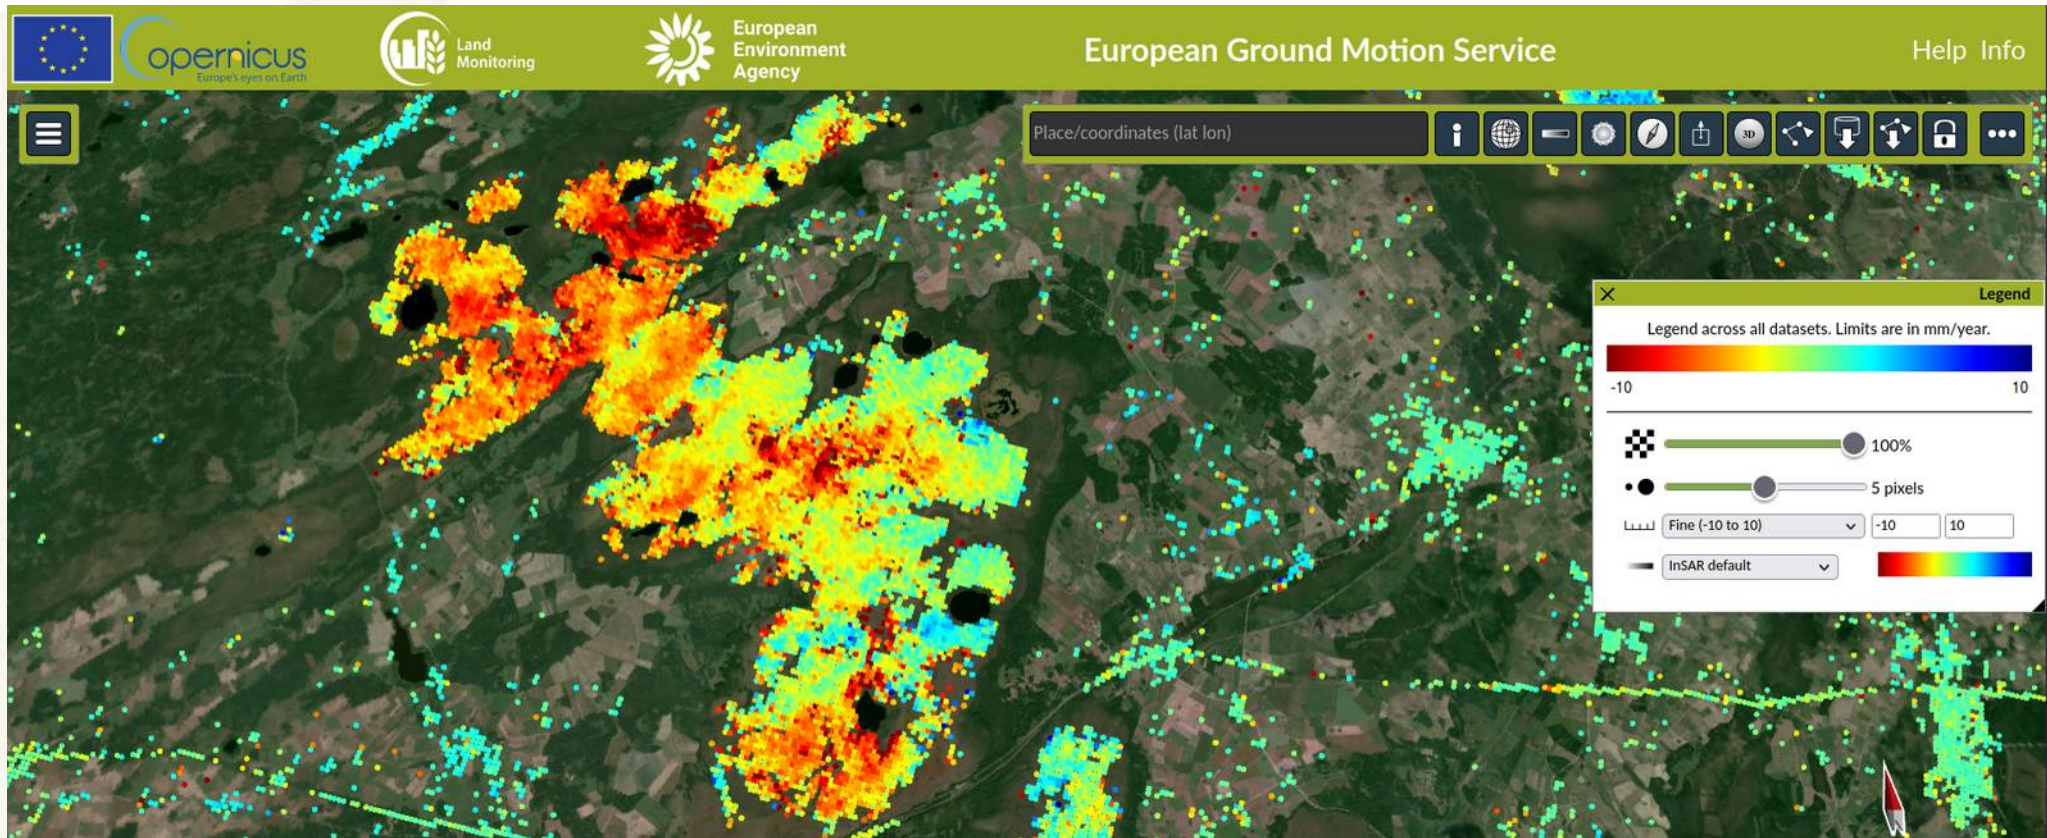 opernicus
Europe's eyes on Earth
Land
Monitoring
European
Environment
Agency
European Ground Motion Service
Help Info
Place/coordinates (lat lon)
3D
Legend
Legend across all datasets. Limits are in mm/year.
-10 10
100%
5 pixels
Fine (-10 to 10) -10 10
InSAR default